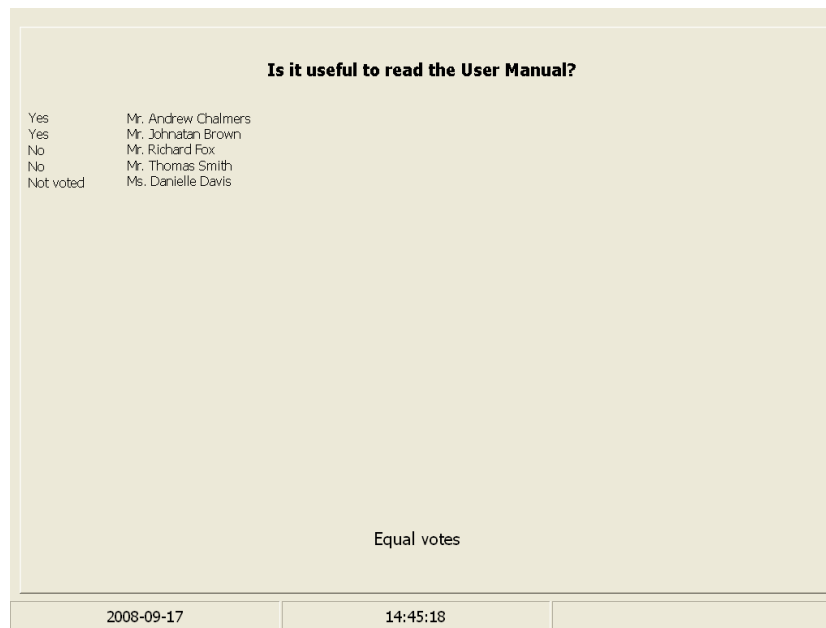 Is it useful to read the User Manual?
Yes Mr. Andrew Chalmers
Yes Mr. Johnatan Brown
No Mr. Richard Fox
No Mr. Thomas Smith
Not voted Ms. Danielle Davis
Equal votes
2008-09-17 14:45:18